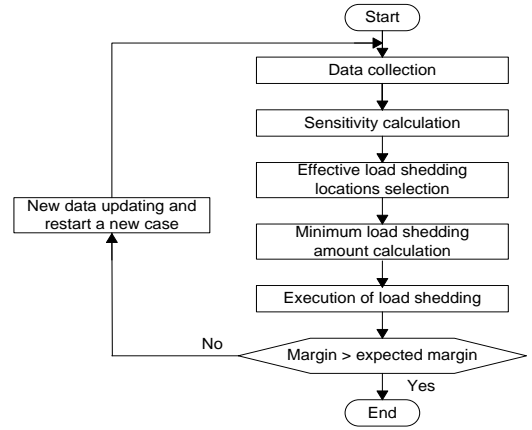 Start
Data collection
Sensitivity calculation
Effective load shedding
locations selection
New data updating and
restart a new case
Minimum load shedding
amount calculation
Execution of load shedding
No
Margin > expected margin
Yes
End